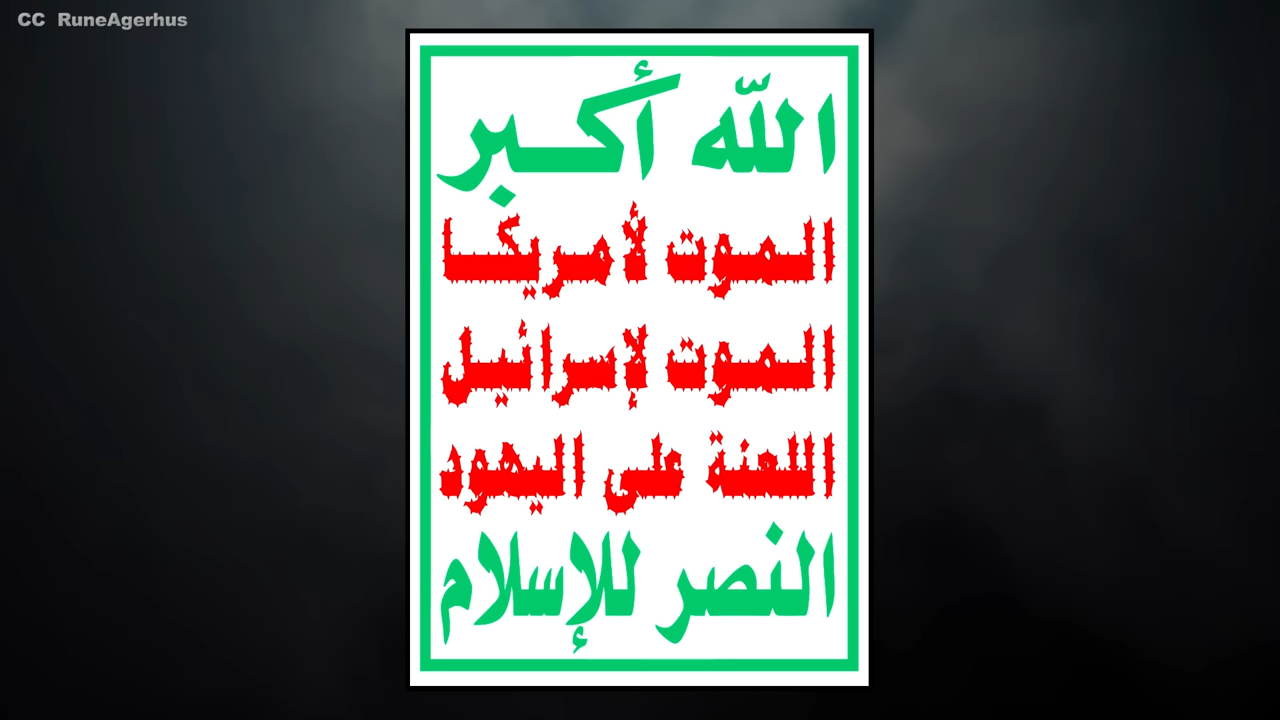 CC RuneAgerhus
الله أكبر
الموت لأمريكا
الموت لإسرائيل
اللعنة على اليهود
النصر للإسلام